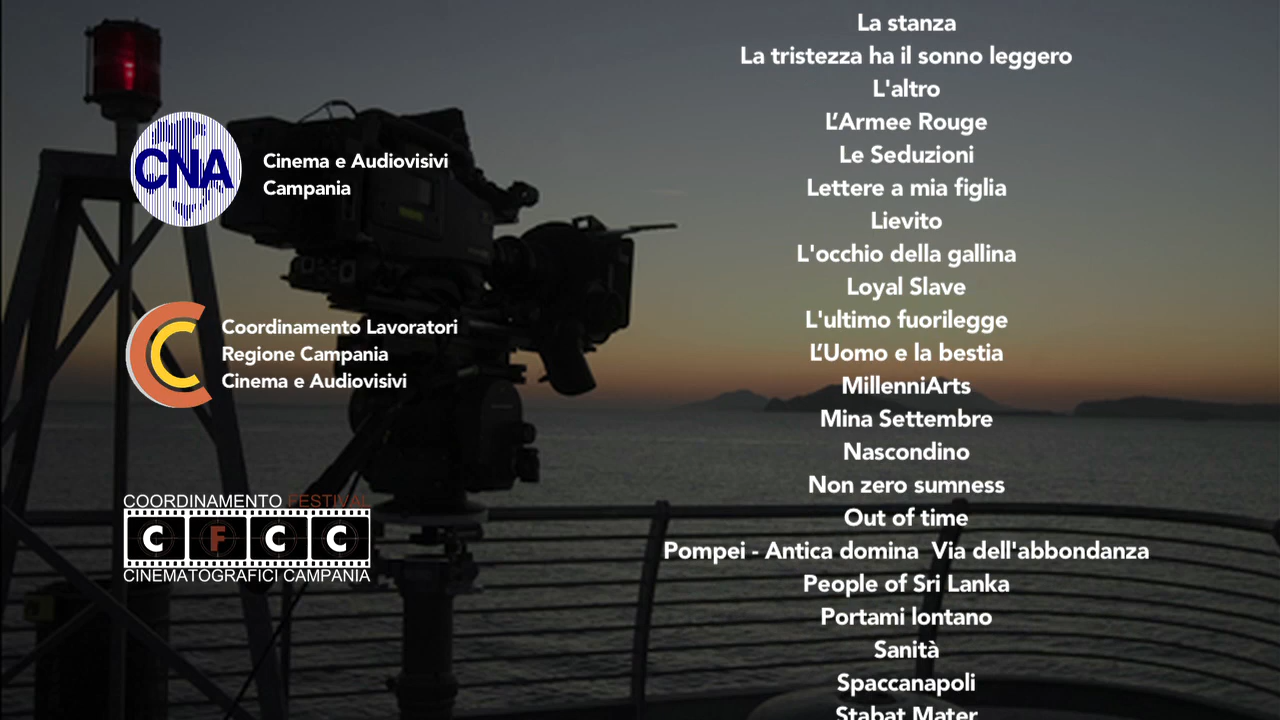 CNA
Cinema e Audiovisivi
Campania
Coordinamento Lavoratori
Regione Campania
Cinema e Audiovisivi
COORDINAMENTO FESTIVAL
C F C C
CINEMATOGRAFICI CAMPANIA
La stanza
La tristezza ha il sonno leggero
L'altro
L’Armee Rouge
Le Seduzioni
Lettere a mia figlia
Lievito
L'occhio della gallina
Loyal Slave
L'ultimo fuorilegge
L’Uomo e la bestia
MillenniArts
Mina Settembre
Nascondino
Non zero sumness
Out of time
Pompei - Antica domina  Via dell'abbondanza
People of Sri Lanka
Portami lontano
Sanità
Spaccanapoli
Stabat Mater